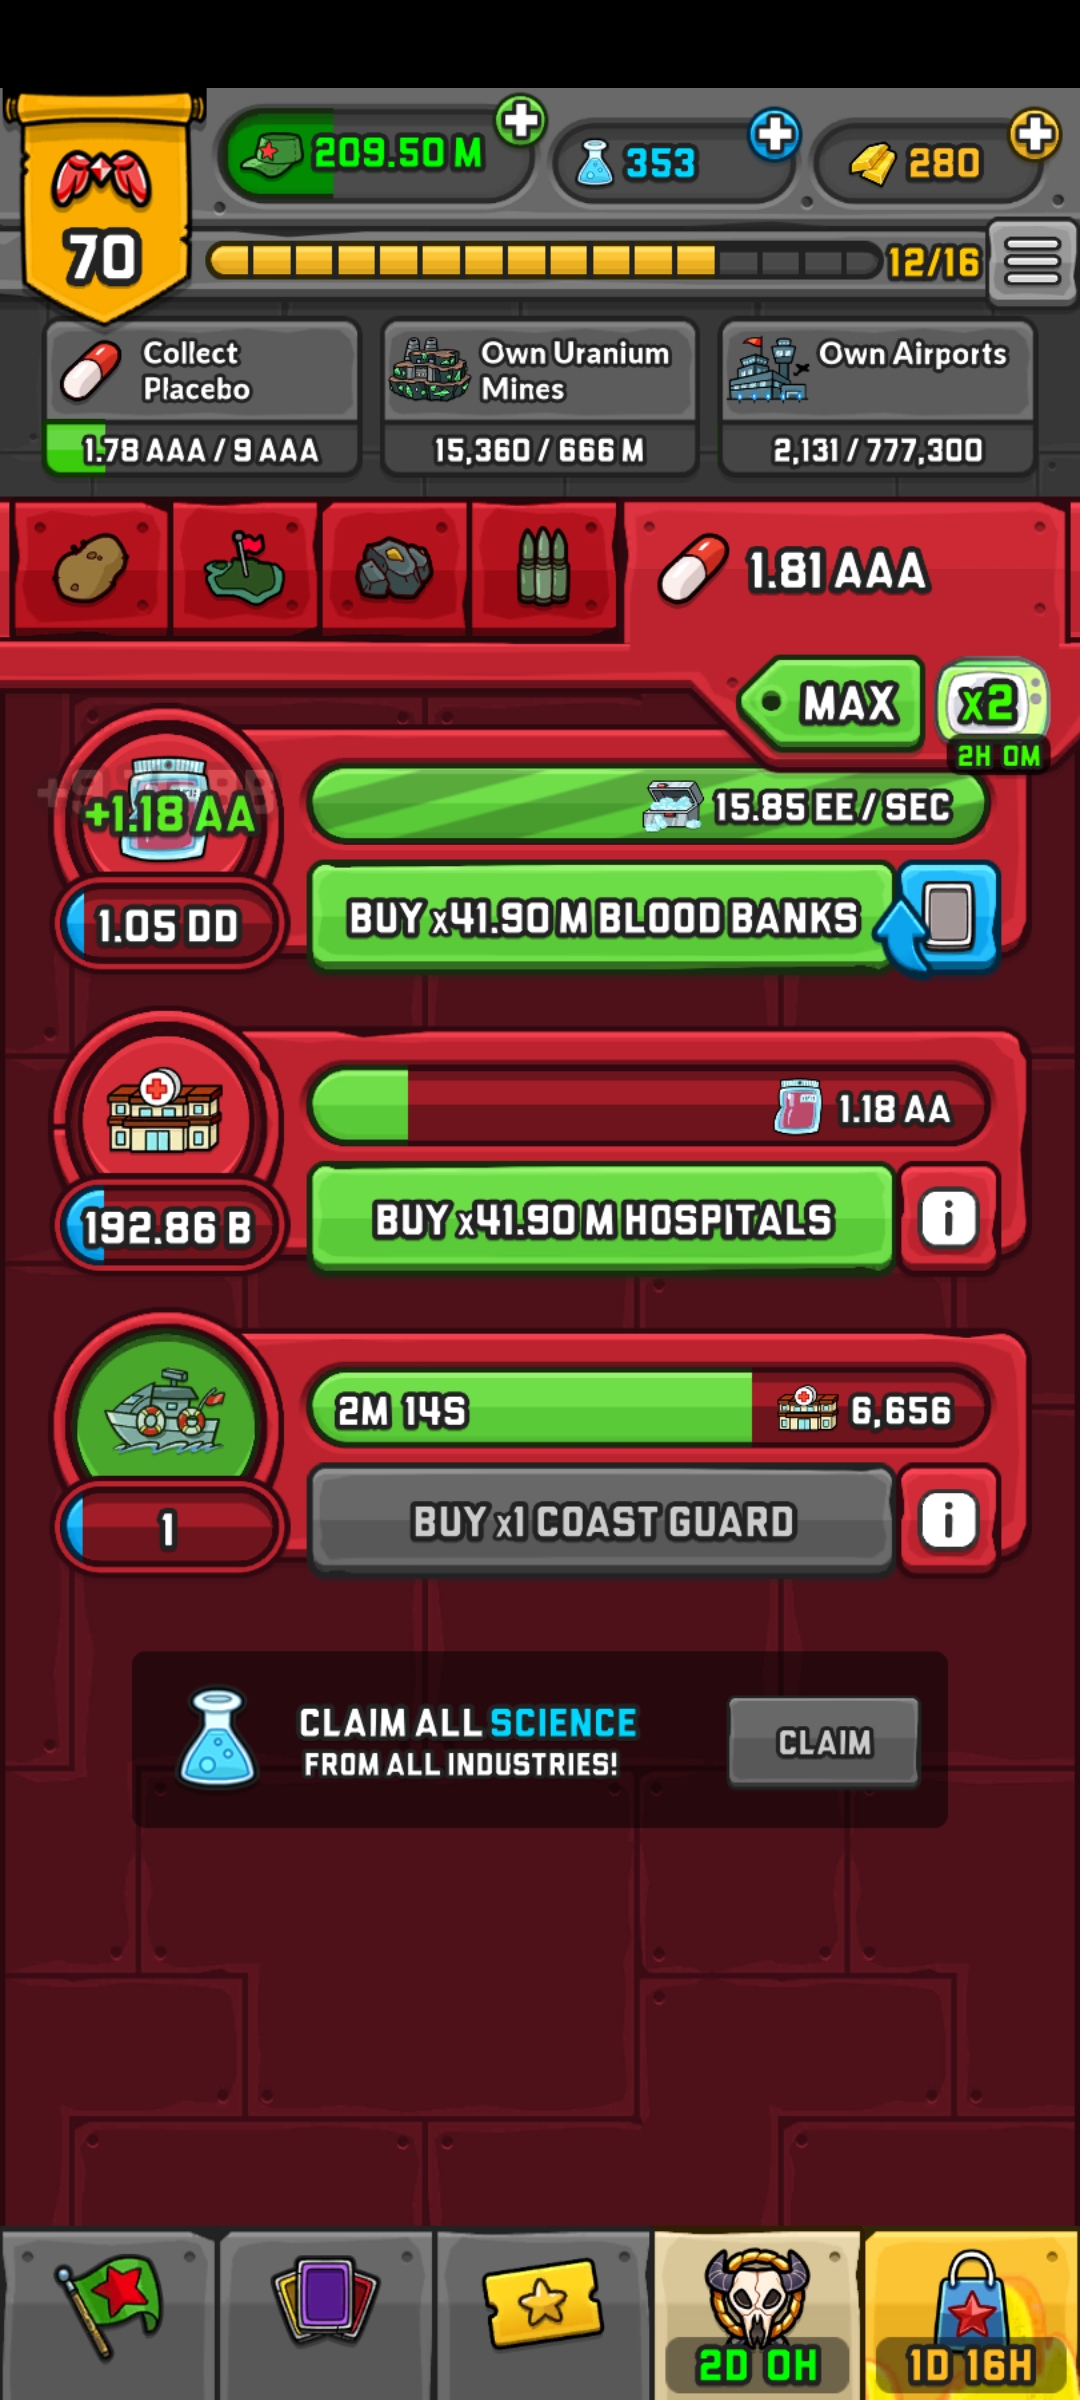 209.50 M
353
280
70
12/16
Collect
Placebo
Own Uranium
Mines
Own Airports
1.78 AAA / 9 AAA
15,360 / 666 M
2,131 / 777,300
1.81 AAA
MAX
x2
2H 0M
+1.18 AA
15.85 EE / SEC
1.05 DD
BUY x41.90 M BLOOD BANKS
1.18 AA
192.86 B
BUY x41.90 M HOSPITALS
i
2M 14S
6,656
1
BUY x1 COAST GUARD
i
CLAIM ALL SCIENCE
FROM ALL INDUSTRIES!
CLAIM
2D 0H
1D 16H